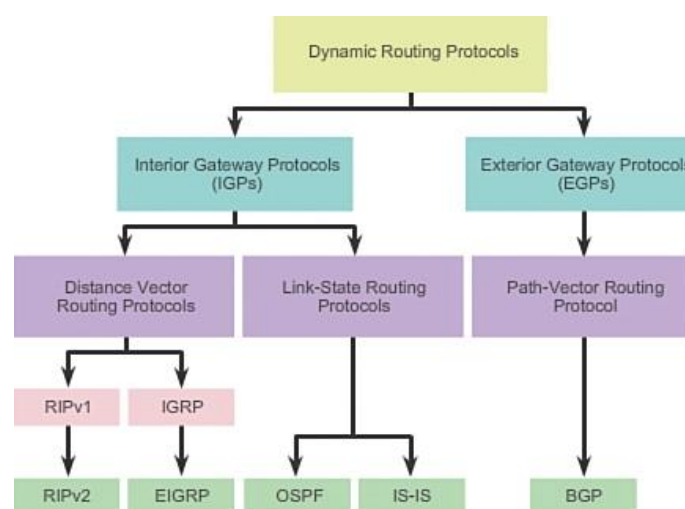 Dynamic Routing Protocols
Interior Gateway Protocols
(IGPs)
Exterior Gateway Protocols
(EGPs)
Distance Vector
Routing Protocols
Link-State Routing
Protocols
Path-Vector Routing
Protocol
RIPv1
IGRP
RIPv2
EIGRP
OSPF
IS-IS
BGP